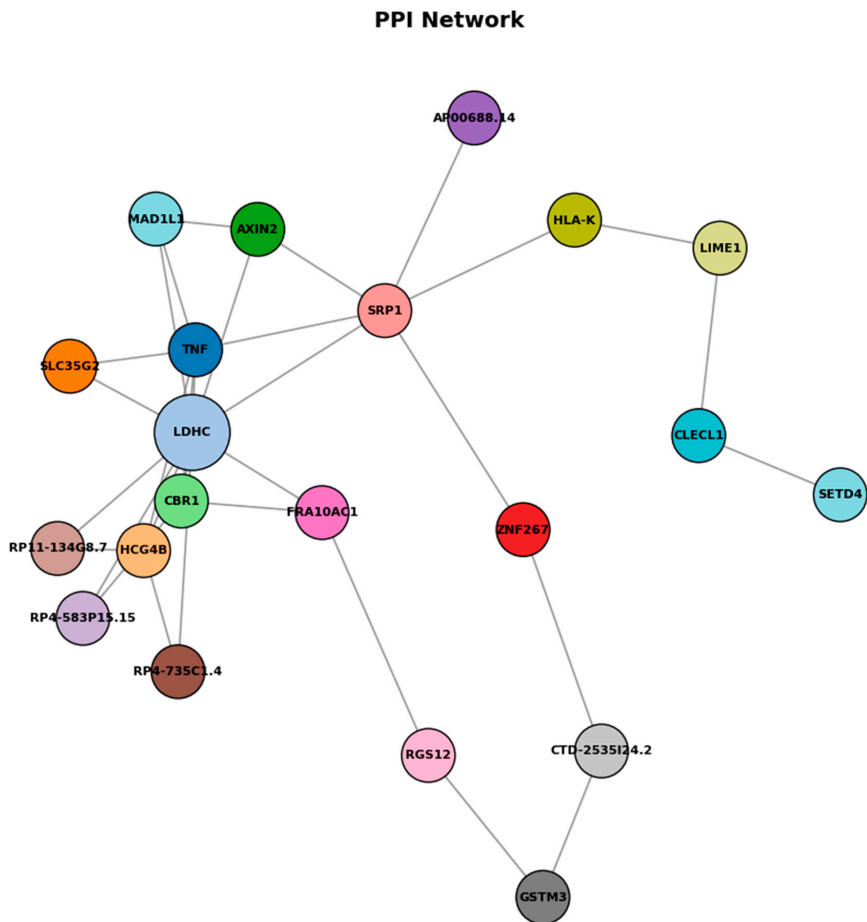 PPI Network
AP00688.14
MAD1L1
AXIN2
HLA-K
LIME1
SRP1
TNF
SLC35G2
LDHC
CLECL1
SETD4
CBR1
FRA10AC1
ZNF267
RP11-134G8.7
HCG4B
RP4-583P15.15
RP4-735C1.4
RGS12
CTD-2535I24.2
GSTM3